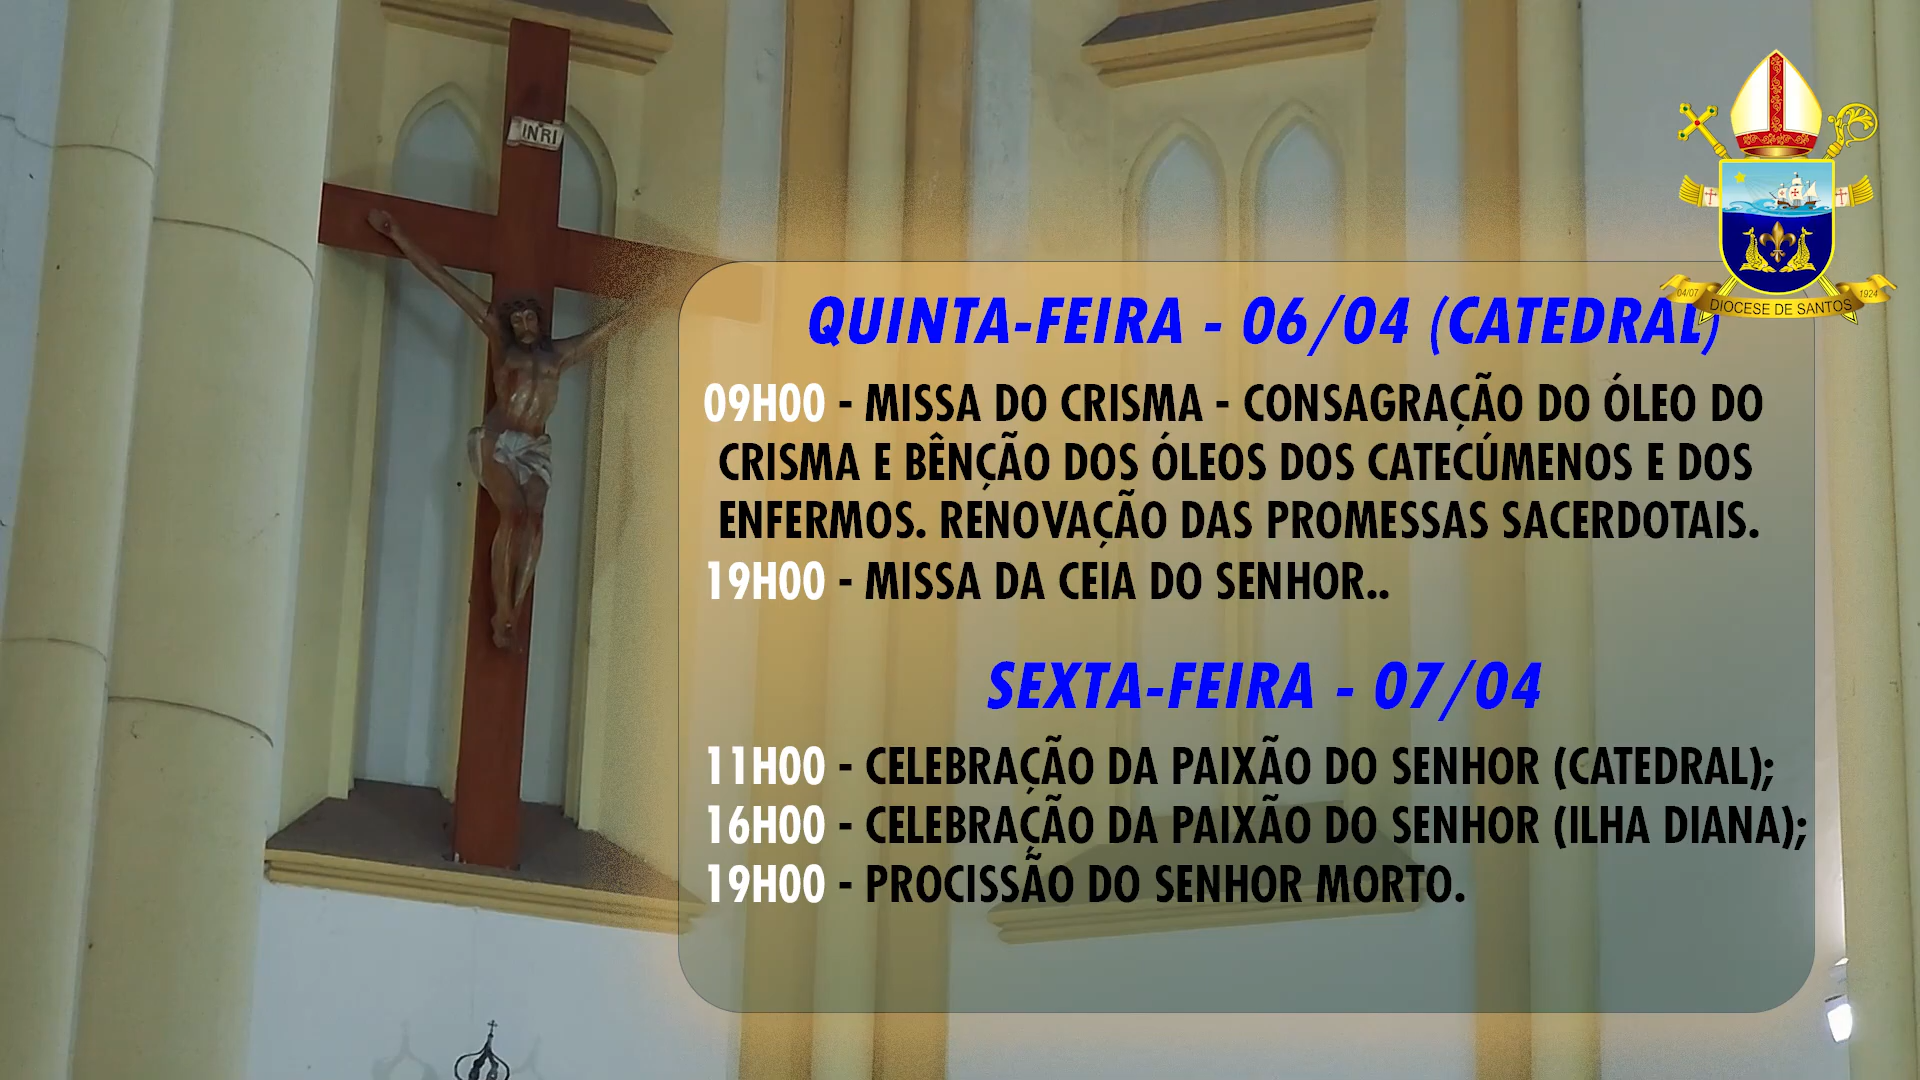 INRI
04/07 DIOCESE DE SANTOS 1924
QUINTA-FEIRA - 06/04 (CATEDRAL)
09H00 - MISSA DO CRISMA - CONSAGRAÇÃO DO ÓLEO DO
CRISMA E BÊNÇÃO DOS ÓLEOS DOS CATECÚMENOS E DOS
ENFERMOS. RENOVAÇÃO DAS PROMESSAS SACERDOTAIS.
19H00 - MISSA DA CEIA DO SENHOR..
SEXTA-FEIRA - 07/04
11H00 - CELEBRAÇÃO DA PAIXÃO DO SENHOR (CATEDRAL);
16H00 - CELEBRAÇÃO DA PAIXÃO DO SENHOR (ILHA DIANA);
19H00 - PROCISSÃO DO SENHOR MORTO.